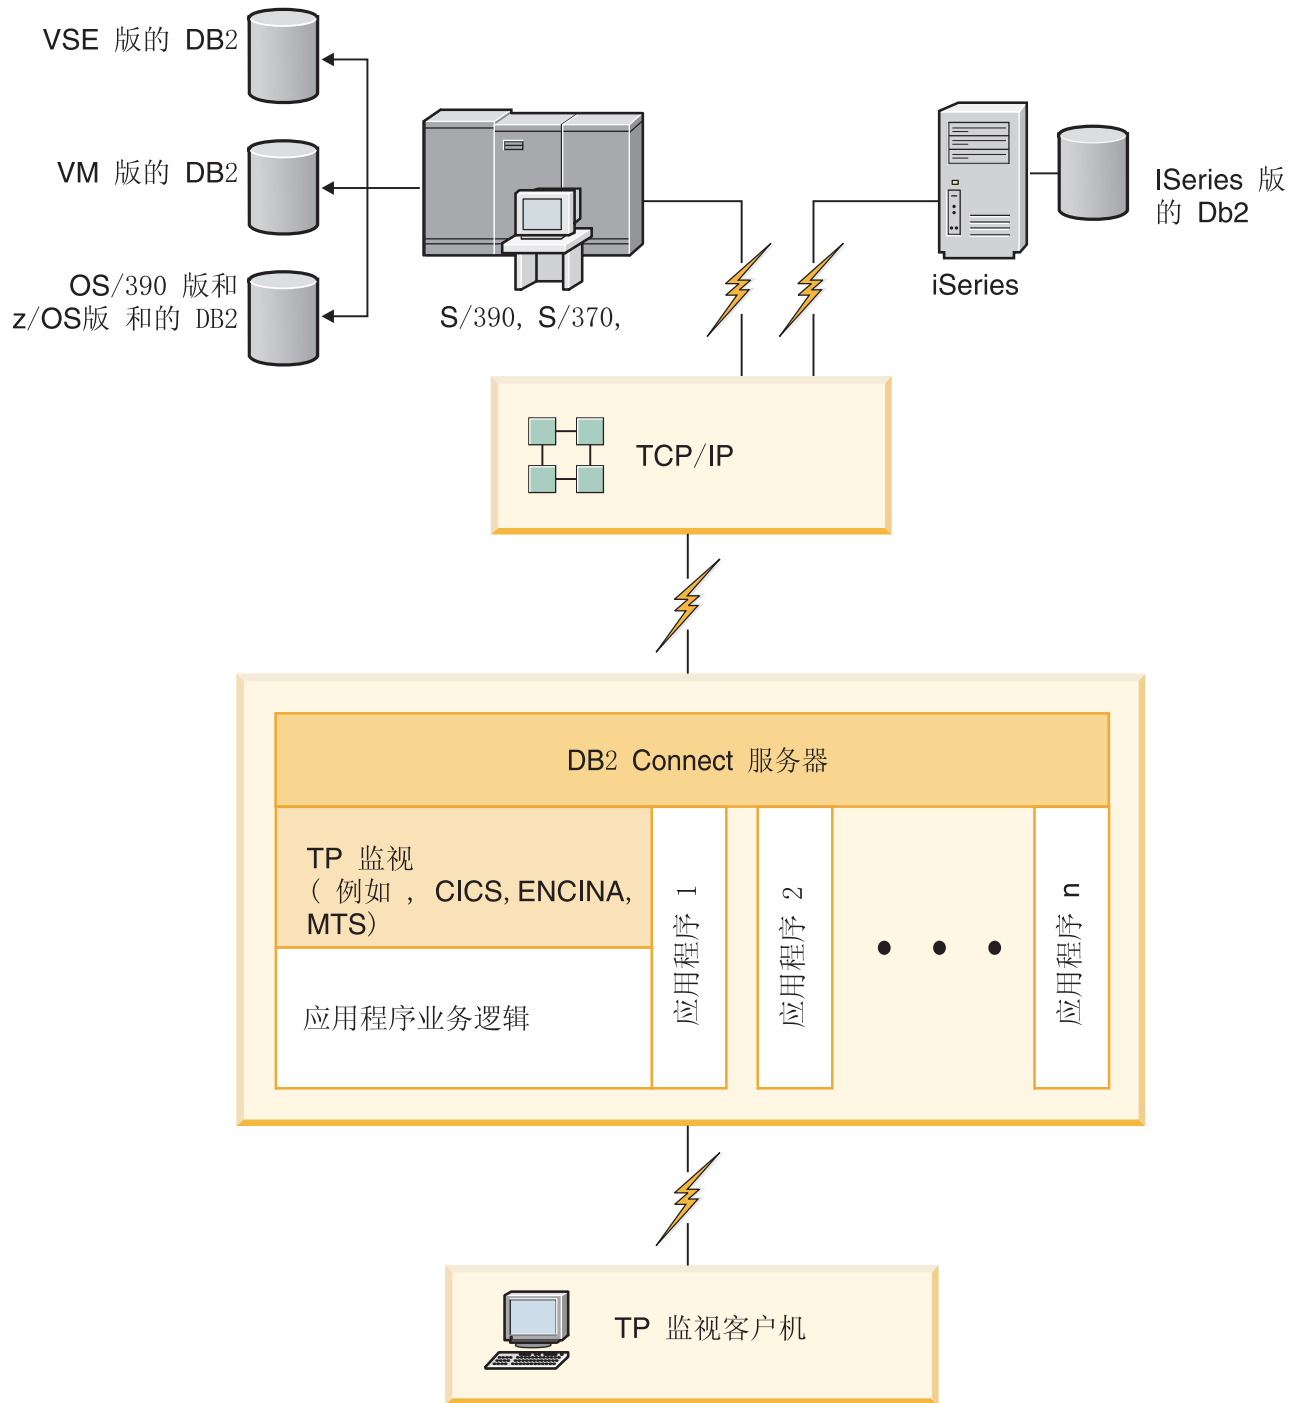 VSE 版的 DB2
VM 版的 DB2
OS/390 版和
z/OS版 和的 DB2
S/390, S/370,
iSeries
ISeries 版
的 Db2
TCP/IP
DB2 Connect 服务器
TP 监视
( 例如 , CICS, ENCINA,
MTS)
应用程序业务逻辑
应用程序 1
应用程序 2
应用程序 n
TP 监视客户机